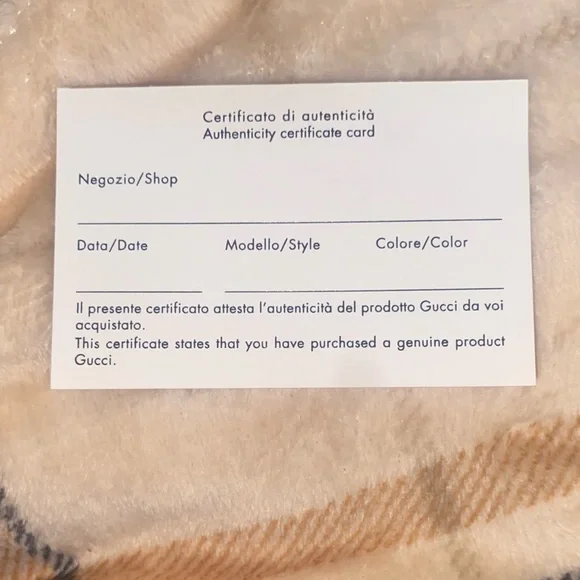 Certificato di autenticità
Authenticity certificate card
Negozio/Shop
Data/Date Modello/Style Colore/Color
Il presente certificato attesta l'autenticità del prodotto Gucci da voi
acquistato.
This certificate states that you have purchased a genuine product
Gucci.